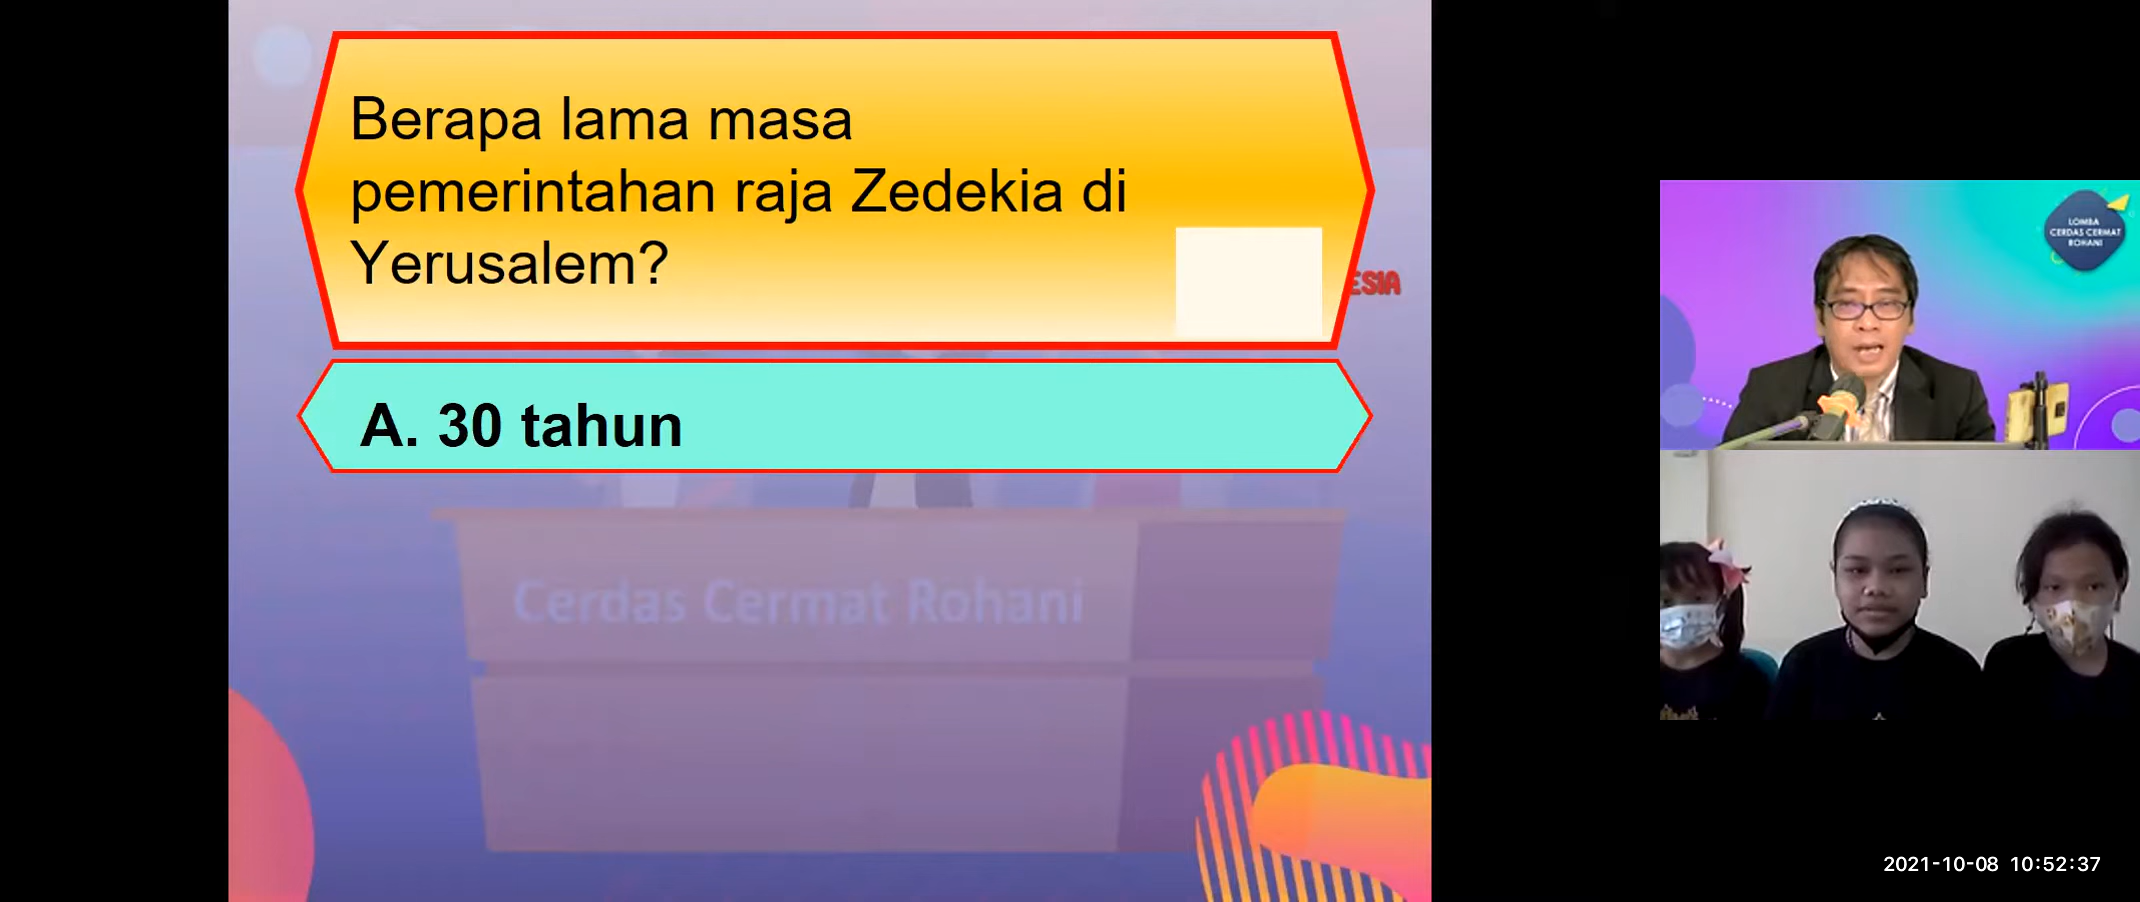 Berapa lama masa
pemerintahan raja Zedekia di
Yerusalem?
ESIA
A. 30 tahun
Cerdas Cermat Rohani
LOMBA
CERDAS CERMAT
ROHANI
2021-10-08 10:52:37